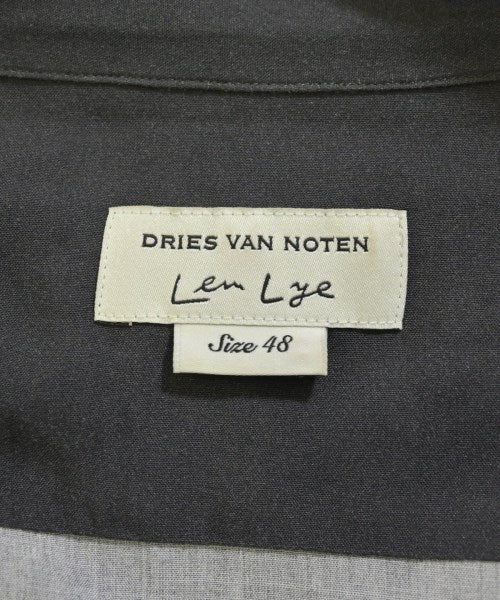 DRIES VAN NOTEN
Len Lye
Size 48